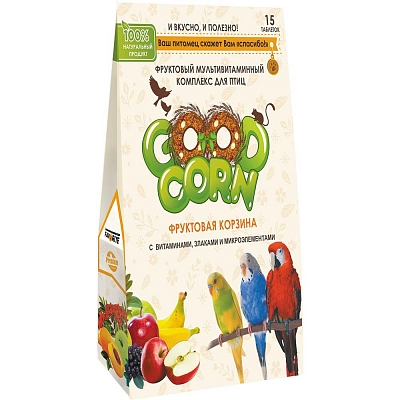 И ВКУСНО, И ПОЛЕЗНО!
15
ТАБЛЕТОК
Ваш питомец скажет Вам «спасибо!»
100%
НАТУРАЛЬНЫЙ
ПРОДУКТ
ФРУКТОВЫЙ МУЛЬТИВИТАМИННЫЙ
КОМПЛЕКС ДЛЯ ПТИЦ
GOOD
CORN
ФРУКТОВАЯ КОРЗИНА
С ВИТАМИНАМИ, ЗЛАКАМИ И МИКРОЭЛЕМЕНТАМИ
Premium